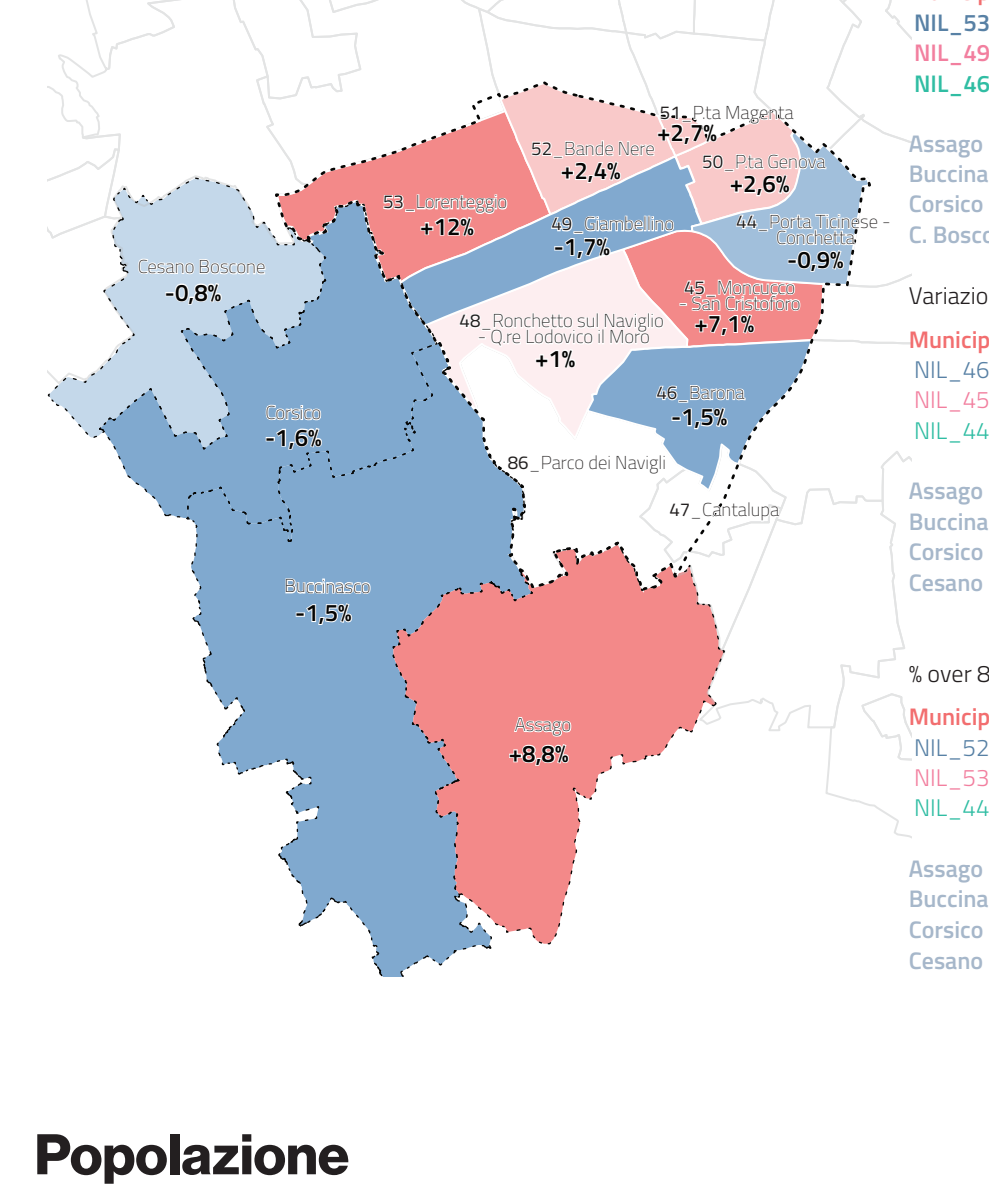 NIL_53
NIL_49
NIL_46
51_P.ta Magenta
+2,7%
52_Bande Nere
+2,4%
50_P.ta Genova
+2,6%
Assago
Buccina
Corsico
C. Bosco
53_Lorenteggio
+12%
49_Giambellino
-1,7%
44_Porta Ticinese -
Conchetta
-0,9%
Cesano Boscone
-0,8%
45_Moncucco
- San Cristoforo
+7,1%
Variazio
48_Ronchetto sul Naviglio
- Q.re Lodovico il Moro
+1%
Municip
NIL_46
NIL_45
NIL_44
46_Barona
-1,5%
Corsico
-1,6%
86_Parco dei Navigli
47_Cantalupa
Assago
Buccina
Corsico
Cesano
Buccinasco
-1,5%
Assago
+8,8%
% over 8
Municip
NIL_52
NIL_53
NIL_44
Assago
Buccina
Corsico
Cesano
Popolazione